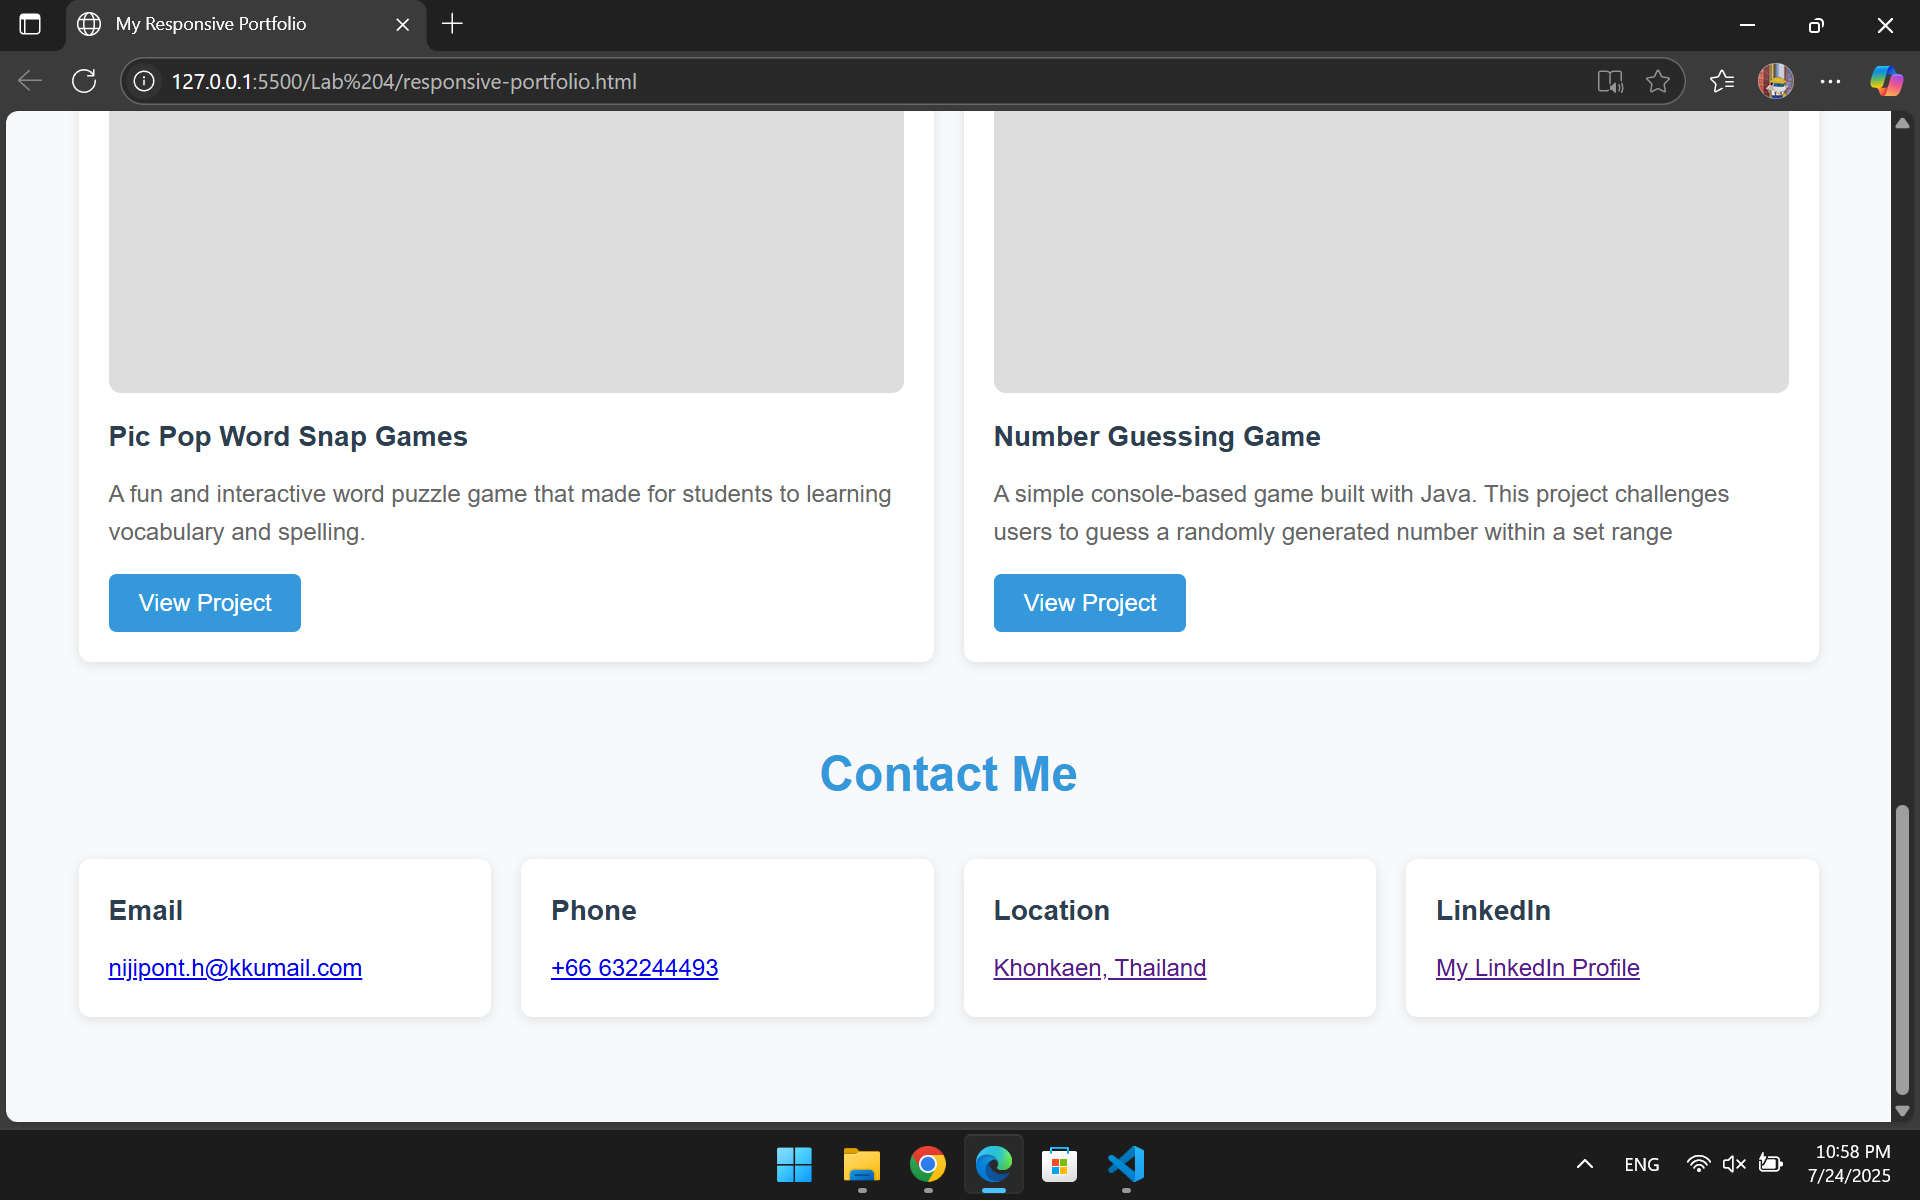 My Responsive Portfolio
127.0.0.1:5500/Lab%204/responsive-portfolio.html
Pic Pop Word Snap Games
A fun and interactive word puzzle game that made for students to learning
vocabulary and spelling.
View Project
Number Guessing Game
A simple console-based game built with Java. This project challenges
users to guess a randomly generated number within a set range
View Project
Contact Me
Email
nijipont.h@kkumail.com
Phone
+66 632244493
Location
Khonkaen, Thailand
LinkedIn
My LinkedIn Profile
ENG
10:58 PM
7/24/2025